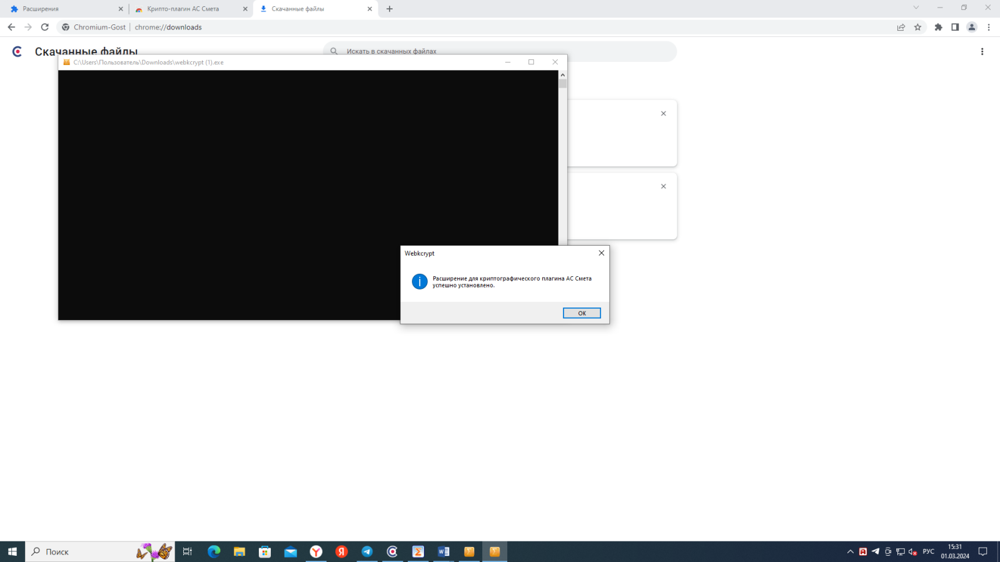 Расширения
Крипто-плагин АС Смета
Скачанные файлы
Chromium-Gost
chrome://downloads
Скачанные файлы
Искать в скачанных файлах
C:\Users\Пользователь\Downloads\webkcrypt (1).exe
Webkcrypt
Расширение для криптографического плагина АС Смета
успешно установлено.
ОК
Поиск
РУС
15:31
01.03.2024